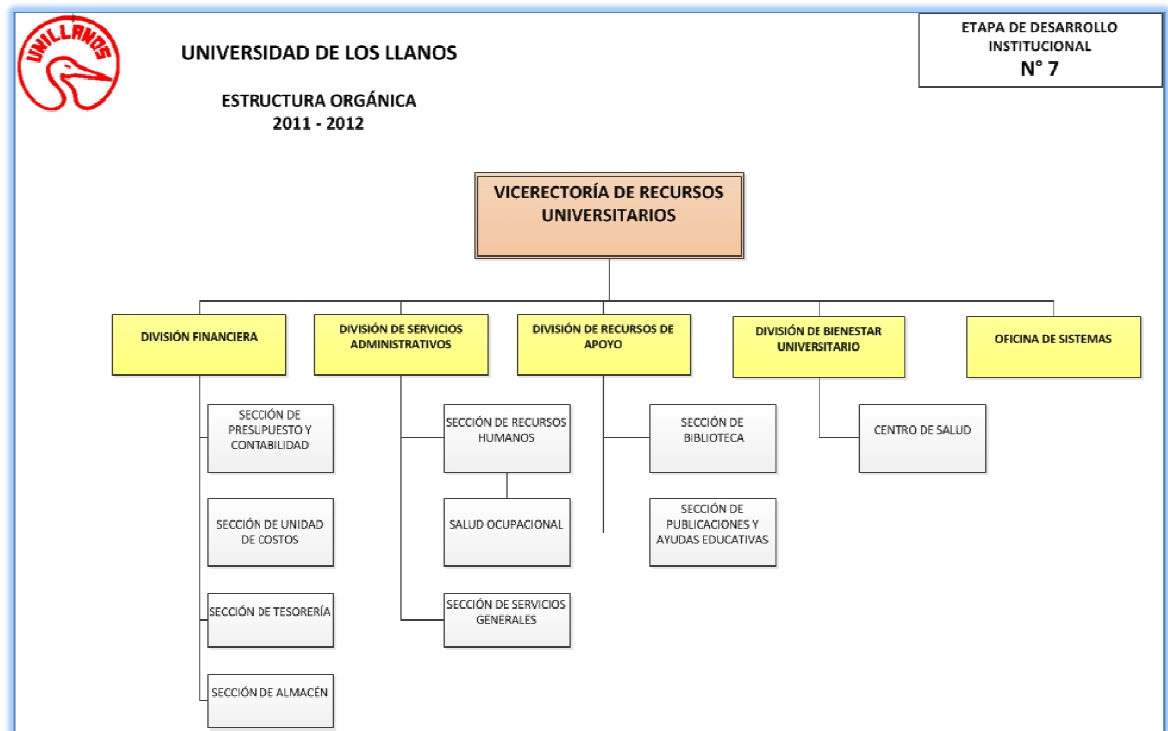 UNILLANOS
UNIVERSIDAD DE LOS LLANOS
ESTRUCTURA ORGÁNICA
2011 - 2012
ETAPA DE DESARROLLO
INSTITUCIONAL
N° 7
VICERECTORÍA DE RECURSOS
UNIVERSITARIOS
DIVISIÓN FINANCIERA
DIVISIÓN DE SERVICIOS
ADMINISTRATIVOS
DIVISIÓN DE RECURSOS DE
APOYO
DIVISIÓN DE BIENESTAR
UNIVERSITARIO
OFICINA DE SISTEMAS
SECCIÓN DE
PRESUPUESTO Y
CONTABILIDAD
SECCIÓN DE RECURSOS
HUMANOS
SECCIÓN DE
BIBLIOTECA
CENTRO DE SALUD
SECCIÓN DE UNIDAD
DE COSTOS
SALUD OCUPACIONAL
SECCIÓN DE
PUBLICACIONES Y
AYUDAS EDUCATIVAS
SECCIÓN DE TESORERÍA
SECCIÓN DE SERVICIOS
GENERALES
SECCIÓN DE ALMACÉN